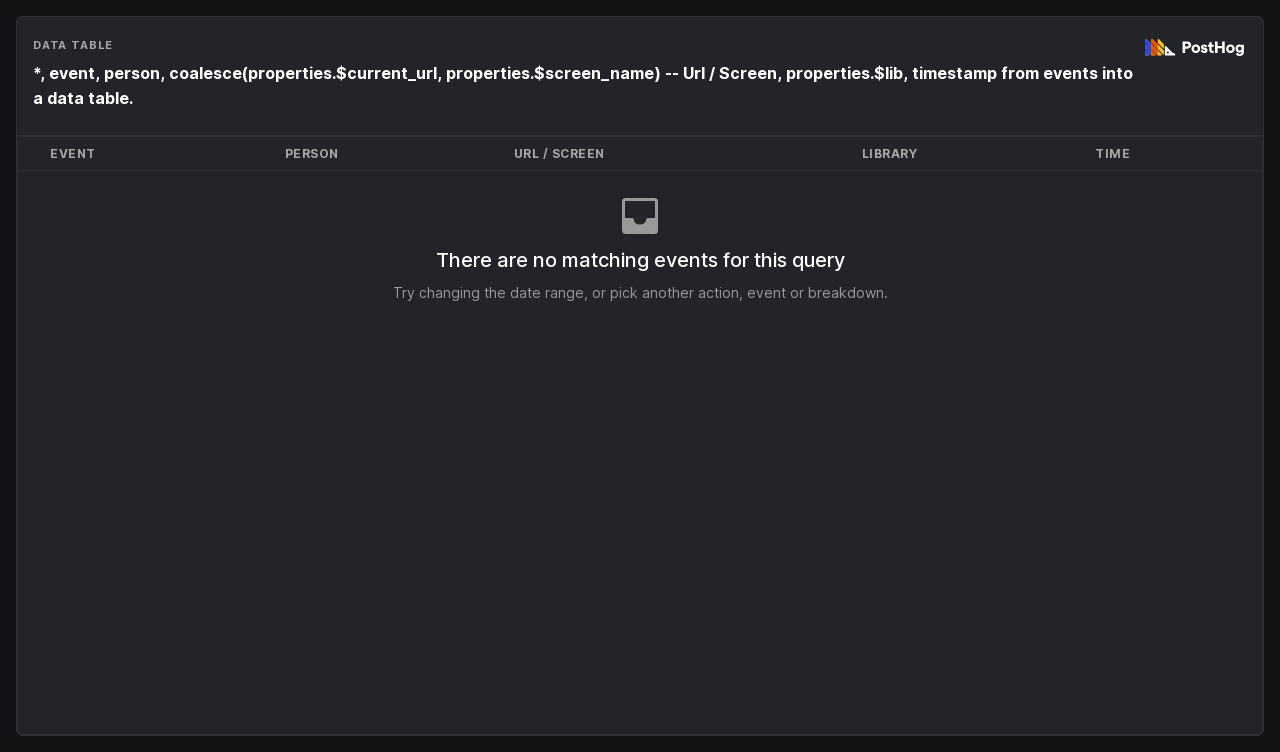 DATA TABLE
PostHog
*, event, person, coalesce(properties.$current_url, properties.$screen_name) -- Url / Screen, properties.$lib, timestamp from events into
a data table.
EVENT PERSON URL / SCREEN LIBRARY TIME
There are no matching events for this query
Try changing the date range, or pick another action, event or breakdown.